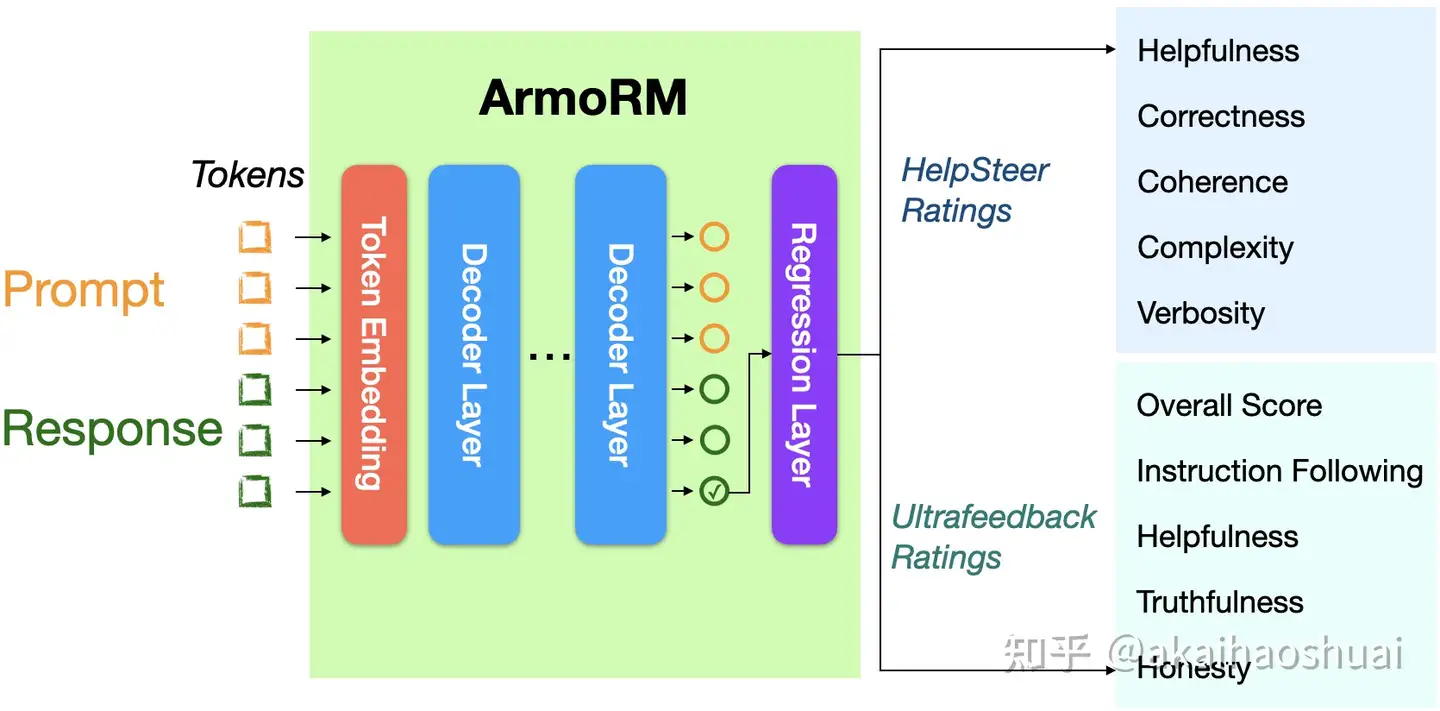 ArmoRM
Tokens
Prompt
Response
Token Embedding
Decoder Layer
...
Decoder Layer
Regression Layer
HelpSteer
Ratings
Ultrafeedback
Ratings
Helpfulness
Correctness
Coherence
Complexity
Verbosity
Overall Score
Instruction Following
Helpfulness
Truthfulness
Honesty
知乎 @akaihaoshuai